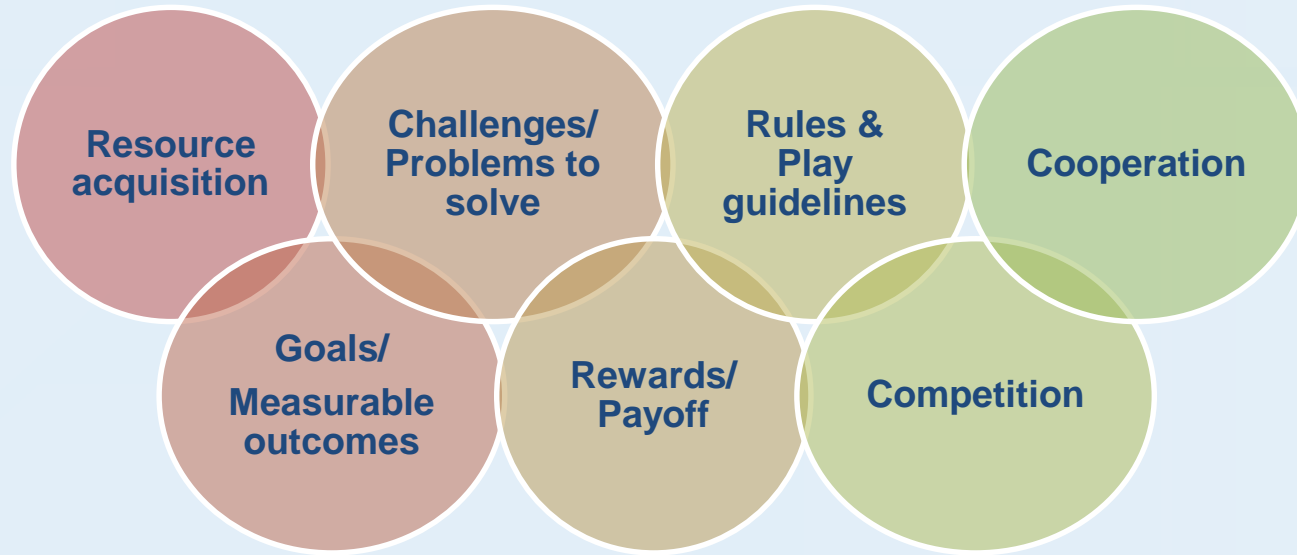 Resource
acquisition
Challenges/
Problems to
solve
Rules &
Play
guidelines
Cooperation
Goals/
Measurable
outcomes
Rewards/
Payoff
Competition